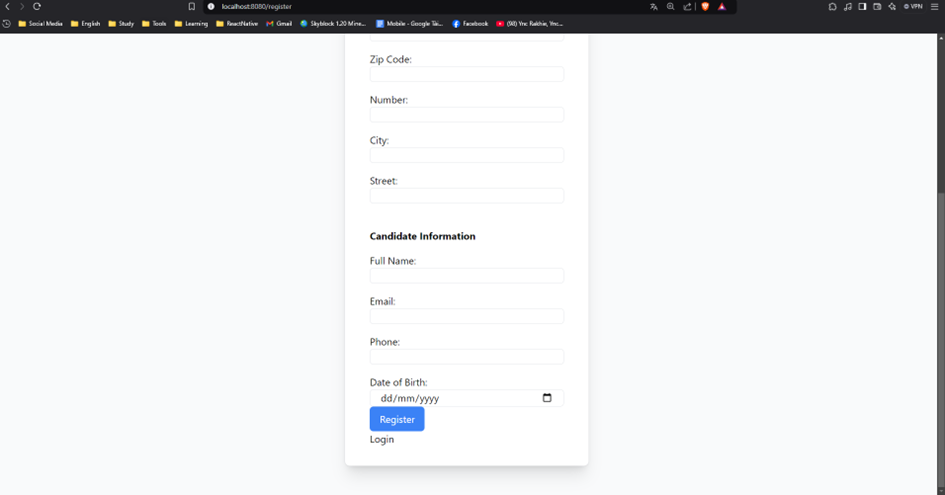 localhost:8080/register
VPN
Social Media English Study Tools Learning ReactNative Gmail Skyblock 1.20 Mine... Mobile - Google Tài... Facebook (98) Ync Rakhie, Ync...
Zip Code:
Number:
City:
Street:
Candidate Information
Full Name:
Email:
Phone:
Date of Birth:
dd/mm/yyyy
Register
Login